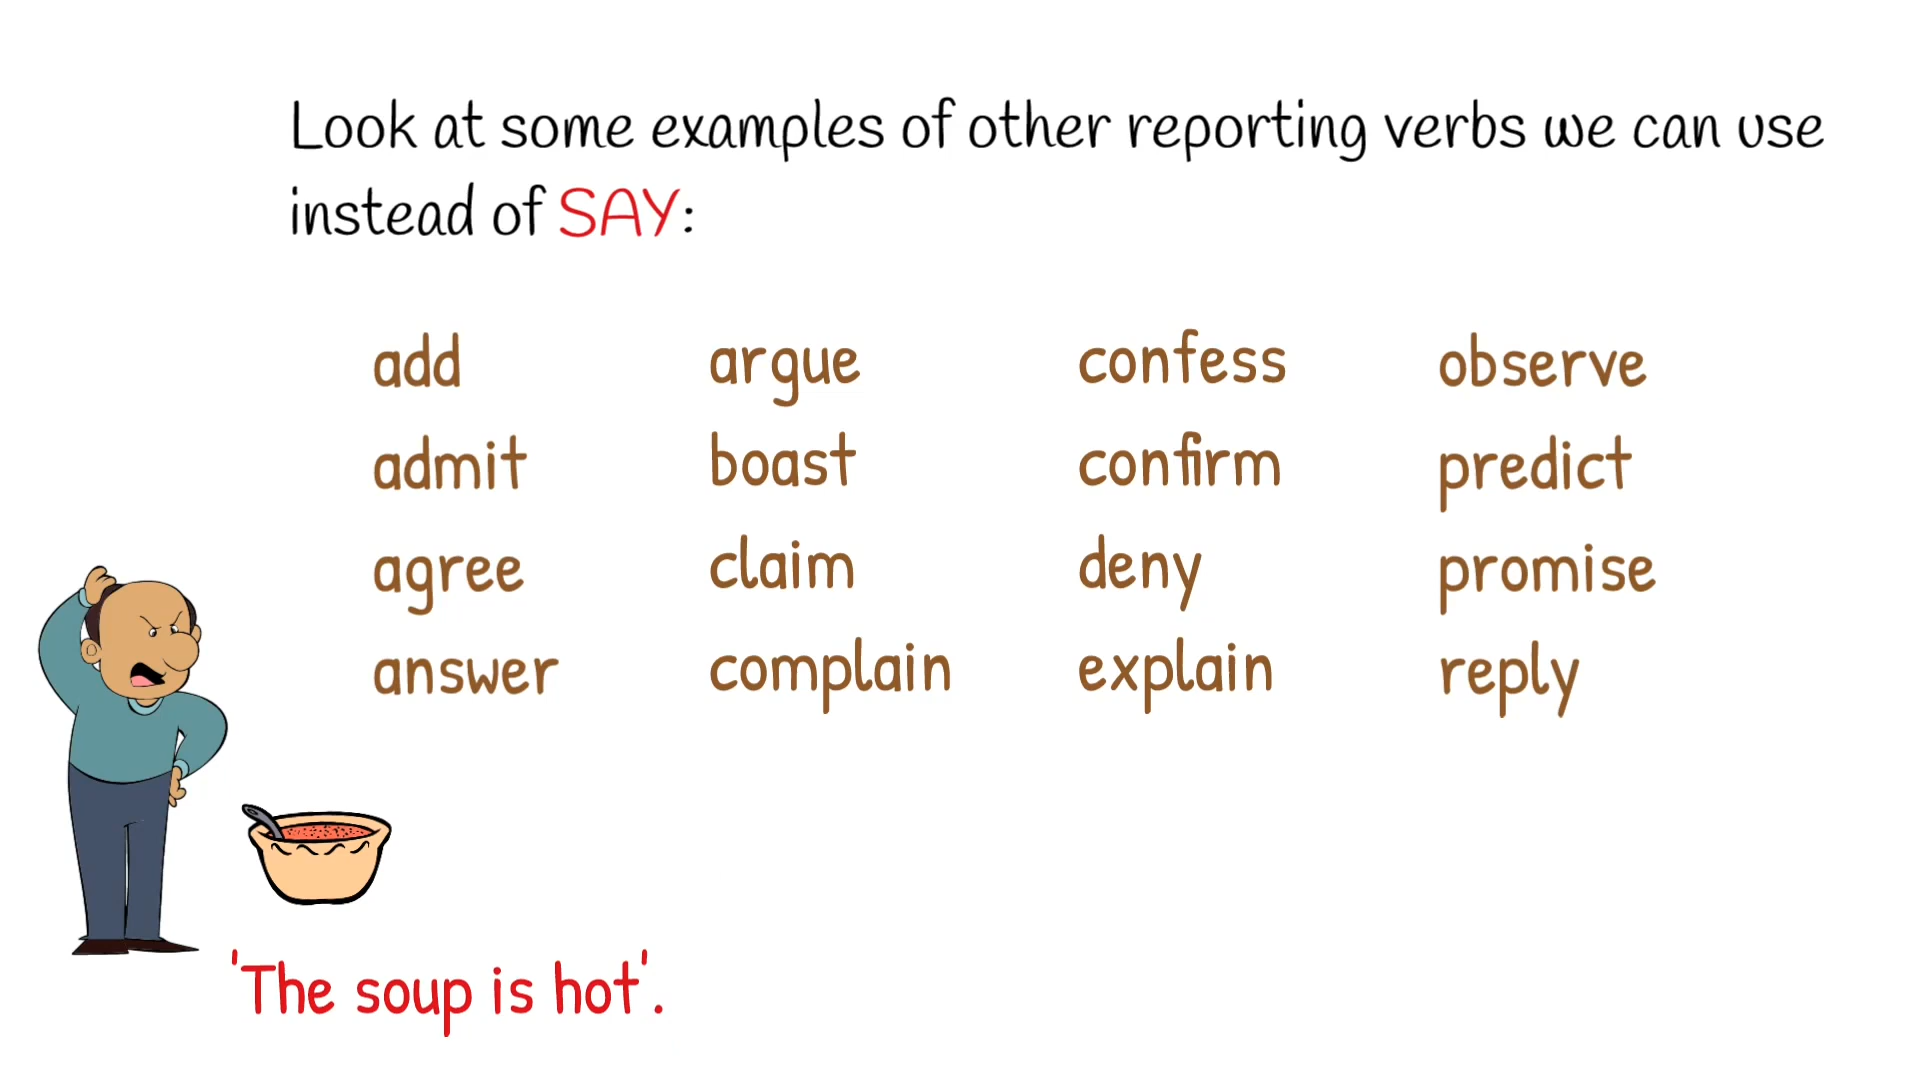 Look at some examples of other reporting verbs we can use
instead of SAY:
add argue confess observe
admit boast confirm predict
agree claim deny promise
answer complain explain reply
'The soup is hot'.